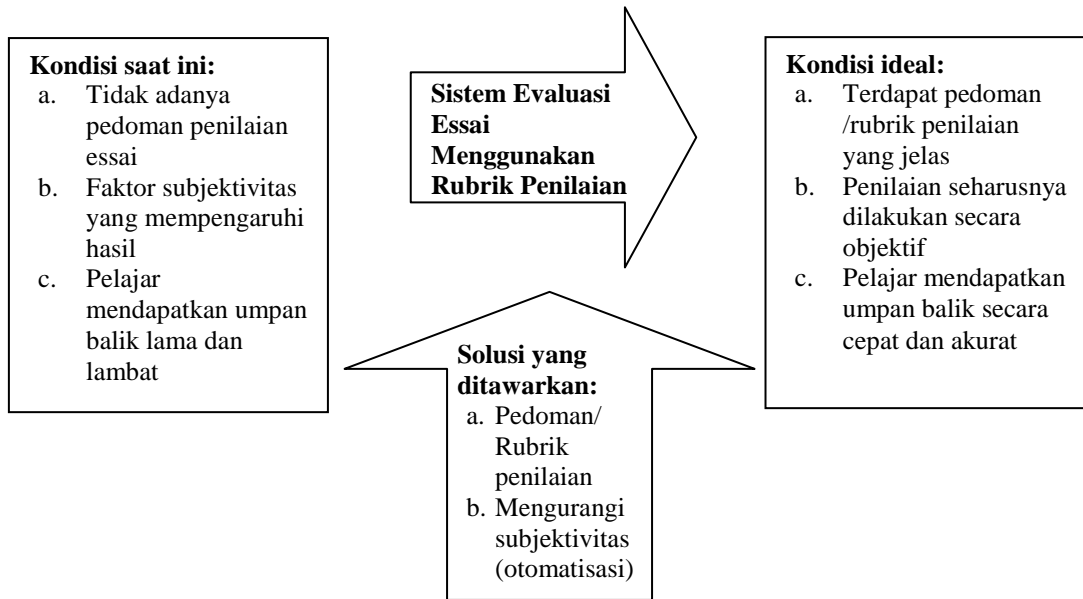 Kondisi saat ini:
a. Tidak adanya
pedoman penilaian
essai
b. Faktor subjektivitas
yang mempengaruhi
hasil
c. Pelajar
mendapatkan umpan
balik lama dan
lambat
Sistem Evaluasi
Essai
Menggunakan
Rubrik Penilaian
Kondisi ideal:
a. Terdapat pedoman
/rubrik penilaian
yang jelas
b. Penilaian seharusnya
dilakukan secara
objektif
c. Pelajar mendapatkan
umpan balik secara
cepat dan akurat
Solusi yang
ditawarkan:
a. Pedoman/
Rubrik
penilaian
b. Mengurangi
subjektivitas
(otomatisasi)